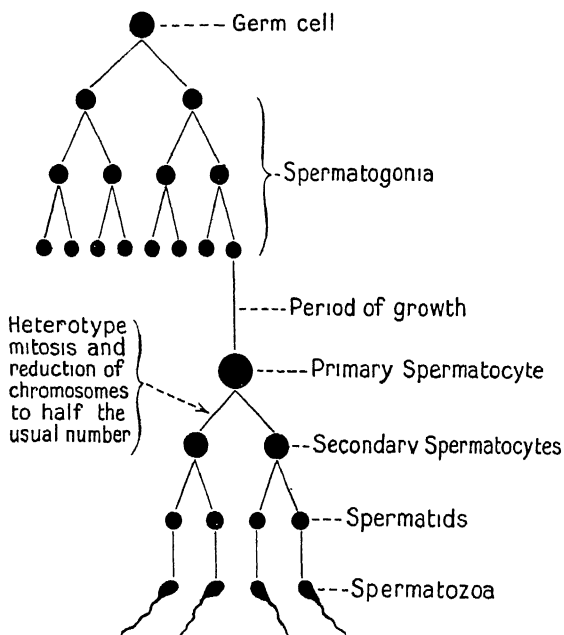 Germ cell
Spermatogonia
Period of growth
Heterotype
mitosis and
reduction of
chromosomes
to half the
usual number
Primary Spermatocyte
Secondary Spermatocytes
Spermatids
Spermatozoa